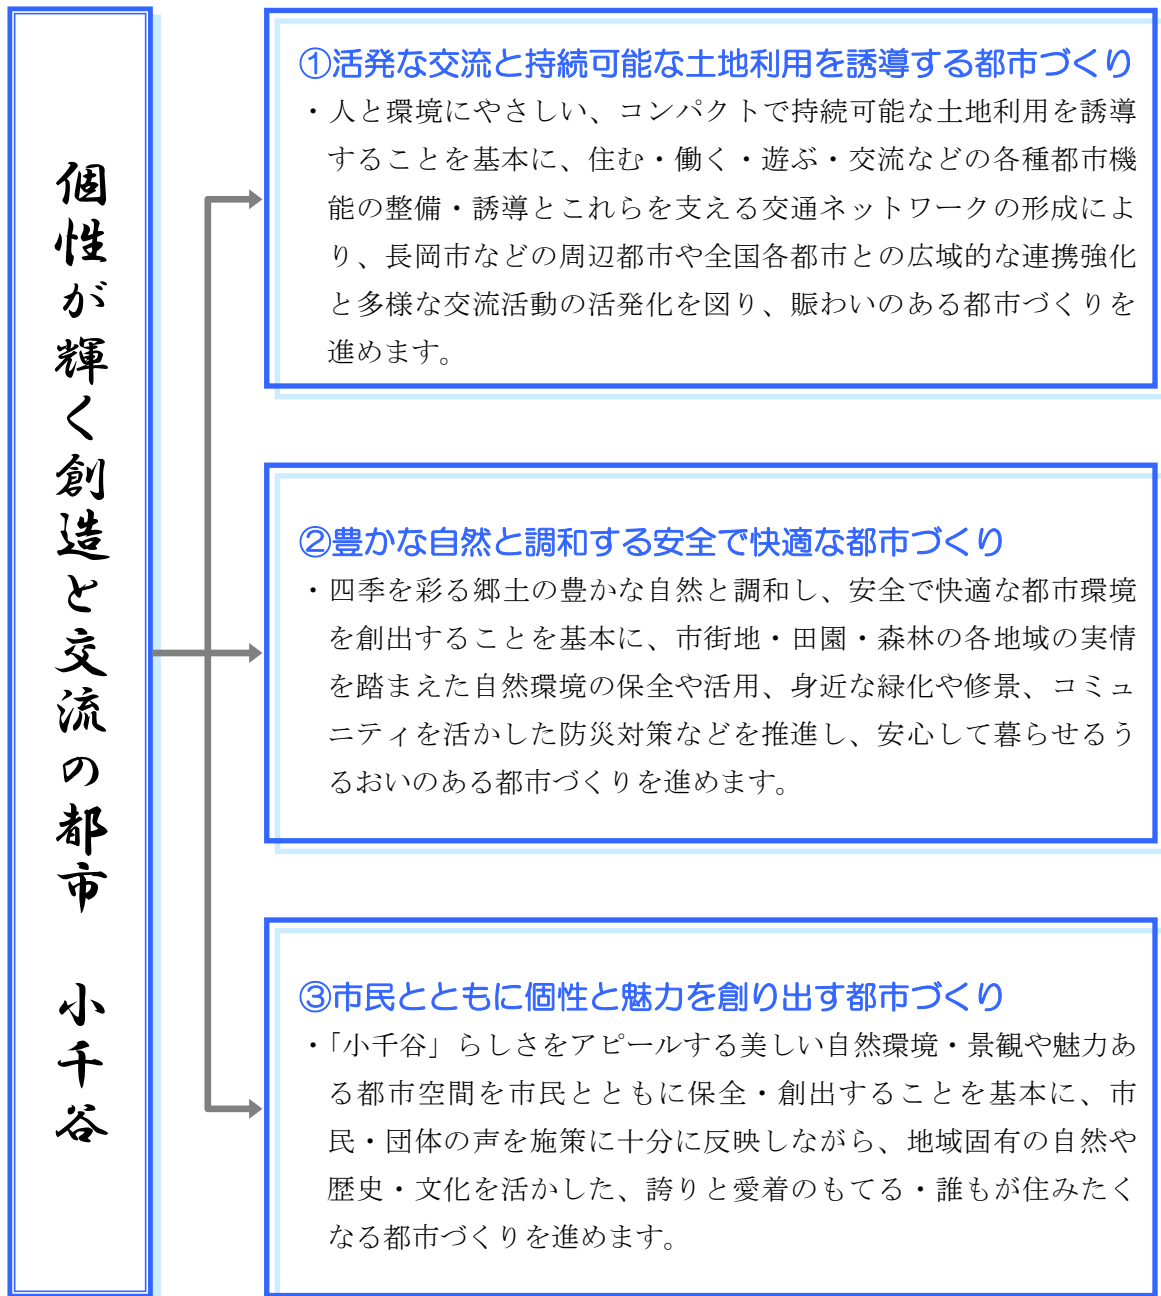 個性が輝く創造と交流の都市　小千谷
①活発な交流と持続可能な土地利用を誘導する都市づくり
・人と環境にやさしい、コンパクトで持続可能な土地利用を誘導
することを基本に、住む・働く・遊ぶ・交流などの各種都市機
能の整備・誘導とこれらを支える交通ネットワークの形成によ
り、長岡市などの周辺都市や全国各都市との広域的な連携強化
と多様な交流活動の活発化を図り、賑わいのある都市づくりを
進めます。
②豊かな自然と調和する安全で快適な都市づくり
・四季を彩る郷土の豊かな自然と調和し、安全で快適な都市環境
を創出することを基本に、市街地・田園・森林の各地域の実情
を踏まえた自然環境の保全や活用、身近な緑化や修景、コミュ
ニティを活かした防災対策などを推進し、安心して暮らせるう
るおいのある都市づくりを進めます。
③市民とともに個性と魅力を創り出す都市づくり
・「小千谷」らしさをアピールする美しい自然環境・景観や魅力あ
る都市空間を市民とともに保全・創出することを基本に、市
民・団体の声を施策に十分に反映しながら、地域固有の自然や
歴史・文化を活かした、誇りと愛着のもてる・誰もが住みたく
なる都市づくりを進めます。